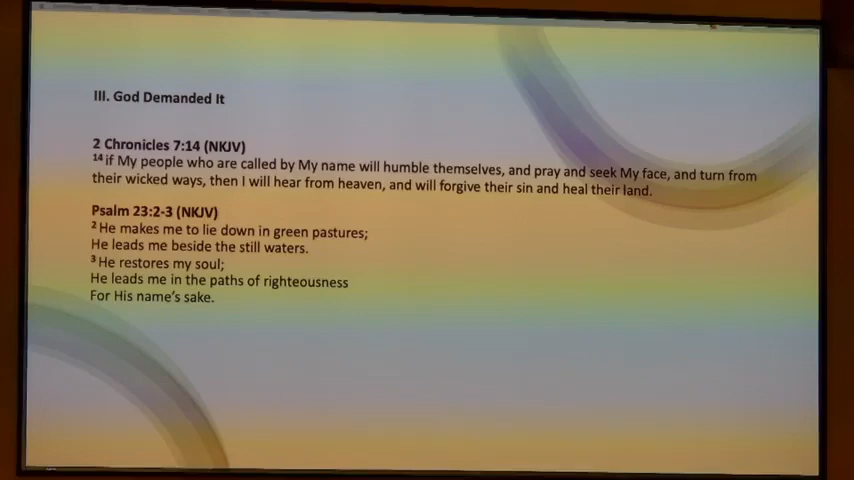 III. God Demanded It
2 Chronicles 7:14 (NKJV)
14 if My people who are called by My name will humble themselves, and pray and seek My face, and turn from
their wicked ways, then I will hear from heaven, and will forgive their sin and heal their land.
Psalm 23:2-3 (NKJV)
2 He makes me to lie down in green pastures;
He leads me beside the still waters.
3 He restores my soul;
He leads me in the paths of righteousness
For His name's sake.